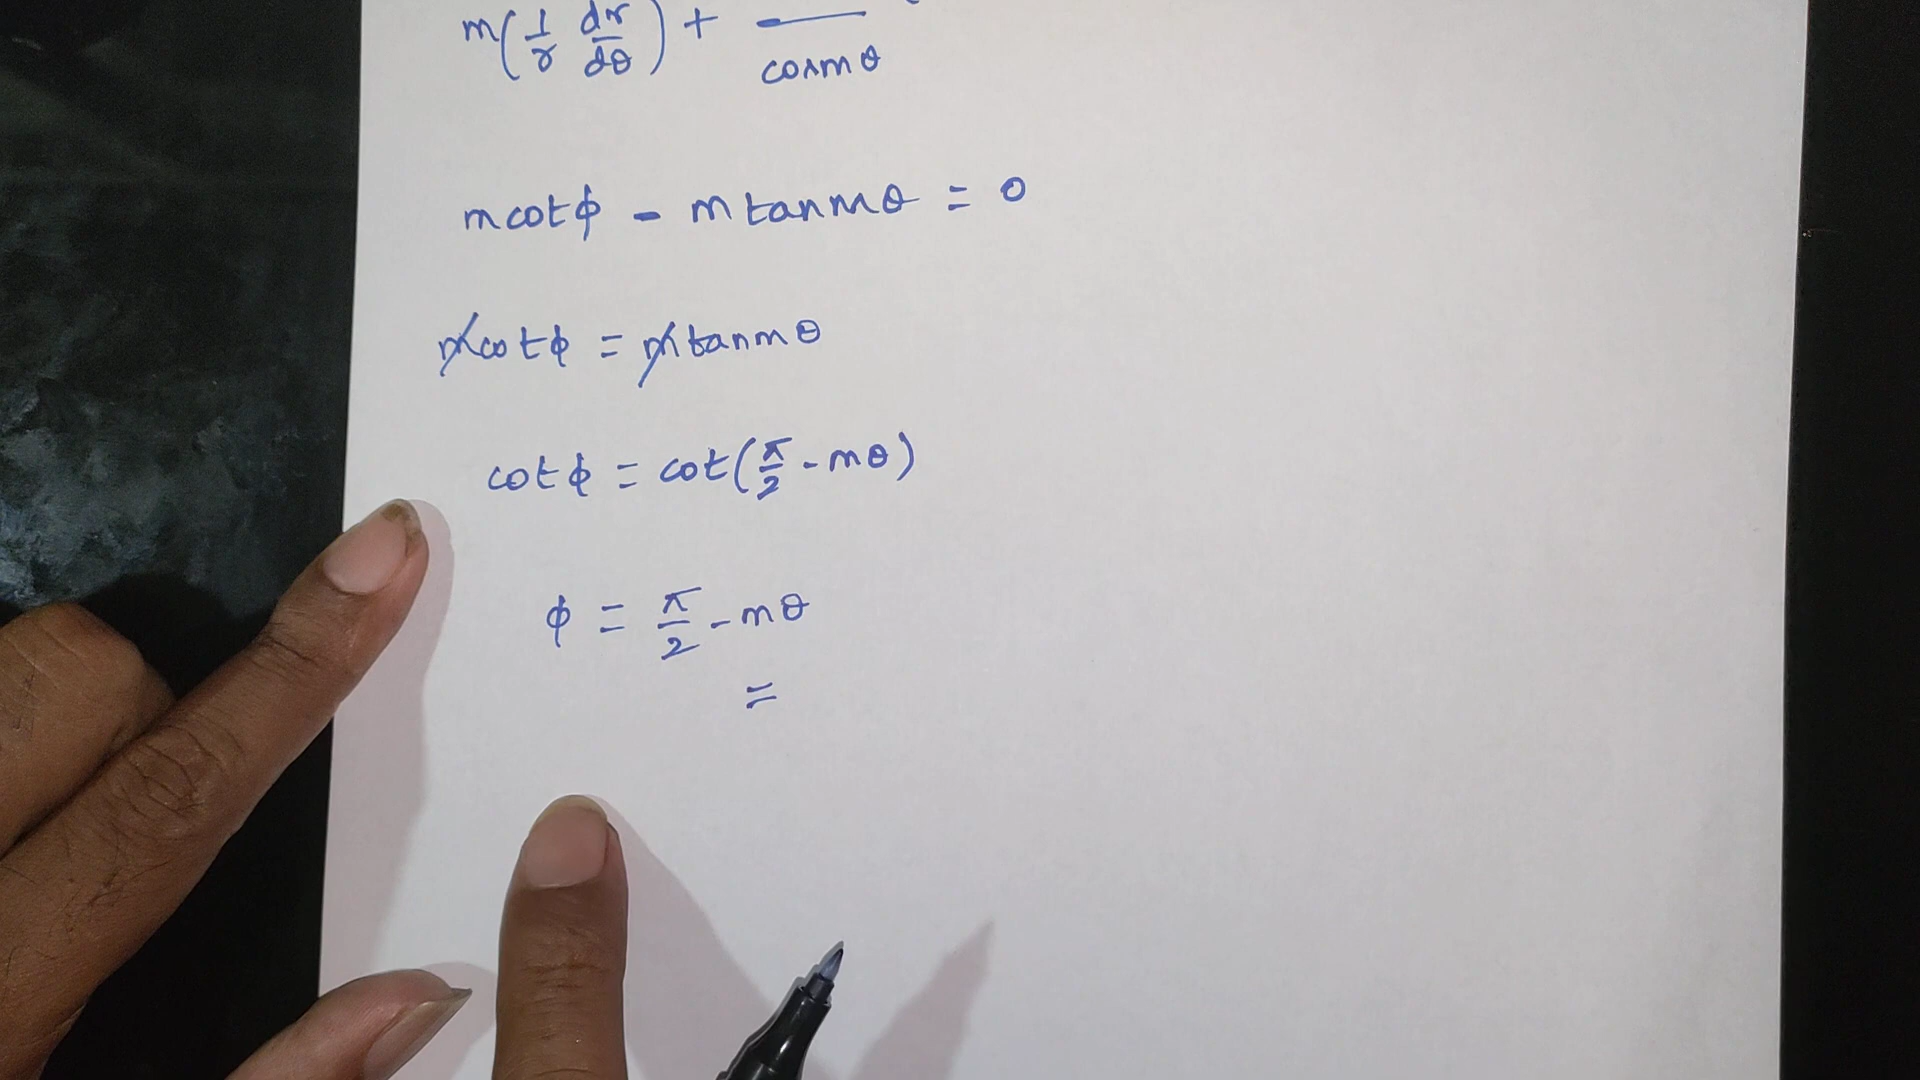 m(1/r dr/dθ) + ―/cosmθ
mcotϕ - mtanmθ = 0
mcotϕ = mtanmθ
cotϕ = cot(π/2 - mθ)
ϕ = π/2 - mθ
=